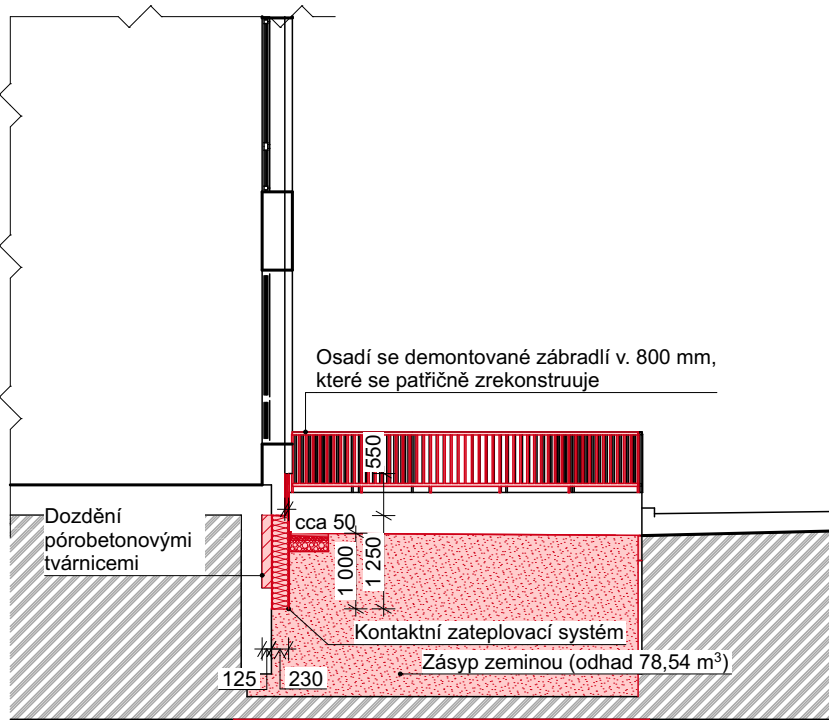 Osadí se demontované zábradlí v. 800 mm,
které se patřičně zrekonstruuje
550
Dozdění
pórobetonovými
tvárnicemi
cca 50
1 000
1 250
Kontaktní zateplovací systém
Zásyp zeminou (odhad 78,54 m³)
125
230